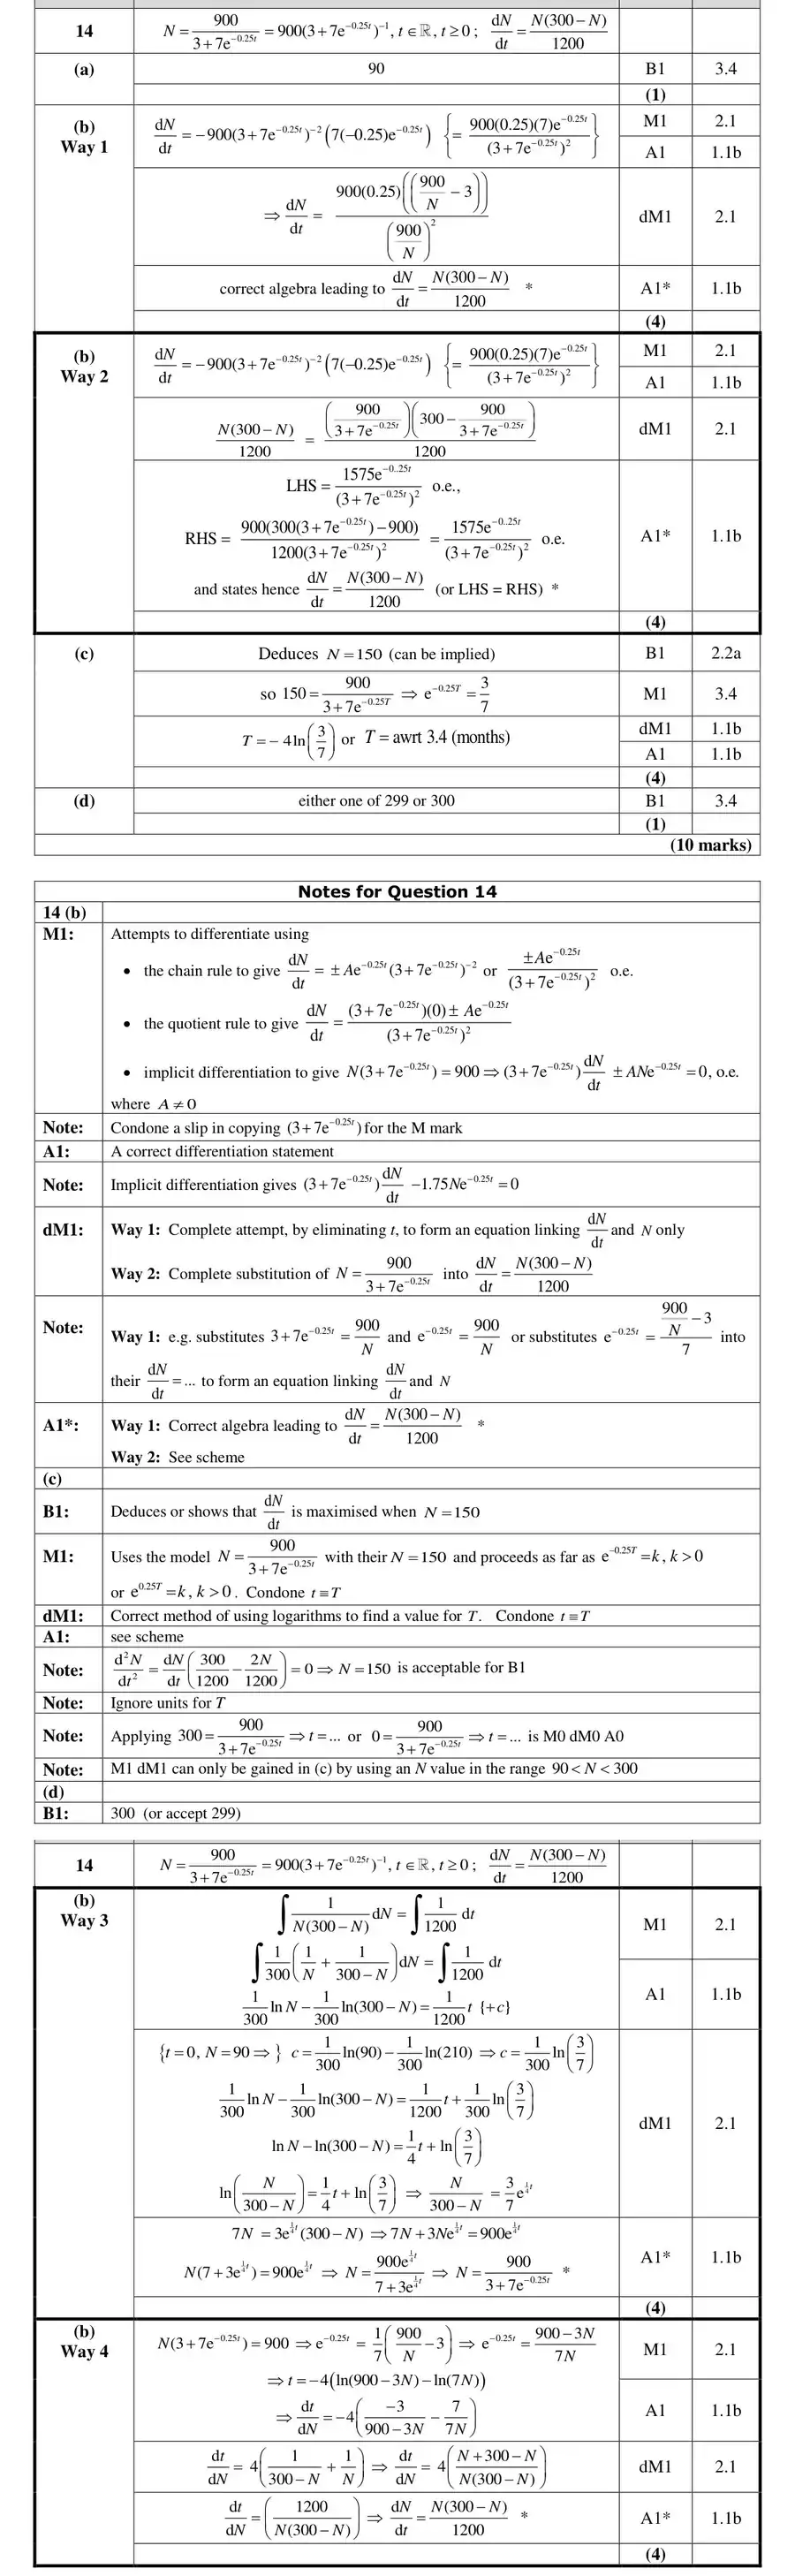 14 N = 900/(3 + 7e^{−0.25t}) = 900(3 + 7e^{−0.25t})^{−1}, t ∈ ℝ, t ≥ 0 ; dN/dt = N(300 − N)/1200
(a) 90 B1 3.4
(1)
(b) Way 1 dN/dt = −900(3 + 7e^{−0.25t})^{−2} (7(−0.25)e^{−0.25t}) {= 900(0.25)(7)e^{−0.25t}/(3 + 7e^{−0.25t})^2} M1 2.1
A1 1.1b
⇒ dN/dt = 900(0.25)((900/N − 3))/(900/N)^2 dM1 2.1
correct algebra leading to dN/dt = N(300 − N)/1200 * A1* 1.1b
(4)
(b) Way 2 dN/dt = −900(3 + 7e^{−0.25t})^{−2} (7(−0.25)e^{−0.25t}) {= 900(0.25)(7)e^{−0.25t}/(3 + 7e^{−0.25t})^2} M1 2.1
A1 1.1b
N(300 − N)/1200 = (900/(3 + 7e^{−0.25t}))(300 − 900/(3 + 7e^{−0.25t}))/1200 dM1 2.1
LHS = 1575e^{−0..25t}/(3 + 7e^{−0.25t})^2 o.e.,
RHS = 900(300(3 + 7e^{−0.25t}) − 900)/1200(3 + 7e^{−0.25t})^2 = 1575e^{−0..25t}/(3 + 7e^{−0.25t})^2 o.e. A1* 1.1b
and states hence dN/dt = N(300 − N)/1200 (or LHS = RHS) *
(4)
(c) Deduces N = 150 (can be implied) B1 2.2a
so 150 = 900/(3 + 7e^{−0.25T}) ⇒ e^{−0.25T} = 3/7 M1 3.4
T = − 4ln(3/7) or T = awrt 3.4 (months) dM1 1.1b
A1 1.1b
(4)
(d) either one of 299 or 300 B1 3.4
(1)
(10 marks)
Notes for Question 14
14 (b)
M1: Attempts to differentiate using
• the chain rule to give dN/dt = ± Ae^{−0.25t}(3 + 7e^{−0.25t})^{−2} or ± Ae^{−0.25t}/(3 + 7e^{−0.25t})^2 o.e.
• the quotient rule to give dN/dt = ((3 + 7e^{−0.25t})(0) ± Ae^{−0.25t})/(3 + 7e^{−0.25t})^2
• implicit differentiation to give N(3 + 7e^{−0.25t}) = 900 ⇒ (3 + 7e^{−0.25t}) dN/dt ± ANe^{−0.25t} = 0, o.e.
where A ≠ 0
Note: Condone a slip in copying (3 + 7e^{−0.25t}) for the M mark
A1: A correct differentiation statement
Note: Implicit differentiation gives (3 + 7e^{−0.25t}) dN/dt − 1.75Ne^{−0.25t} = 0
dM1: Way 1: Complete attempt, by eliminating t, to form an equation linking dN/dt and N only
Way 2: Complete substitution of N = 900/(3 + 7e^{−0.25t}) into dN/dt = N(300 − N)/1200
Note: Way 1: e.g. substitutes 3 + 7e^{−0.25t} = 900/N and e^{−0.25t} = 900/N or substitutes e^{−0.25t} = (900/N − 3)/7 into
their dN/dt = ... to form an equation linking dN/dt and N
A1*: Way 1: Correct algebra leading to dN/dt = N(300 − N)/1200 *
Way 2: See scheme
(c)
B1: Deduces or shows that dN/dt is maximised when N = 150
M1: Uses the model N = 900/(3 + 7e^{−0.25t}) with their N = 150 and proceeds as far as e^{−0.25T} = k, k > 0
or e^{0.25T} = k, k > 0. Condone t ≡ T
dM1: Correct method of using logarithms to find a value for T. Condone t ≡ T
A1: see scheme
Note: d²N/dt² = dN/dt (300/1200 − 2N/1200) = 0 ⇒ N = 150 is acceptable for B1
Note: Ignore units for T
Note: Applying 300 = 900/(3 + 7e^{−0.25t}) ⇒ t = ... or 0 = 900/(3 + 7e^{−0.25t}) ⇒ t = ... is M0 dM0 A0
Note: M1 dM1 can only be gained in (c) by using an N value in the range 90 < N < 300
(d)
B1: 300 (or accept 299)
14 N = 900/(3 + 7e^{−0.25t}) = 900(3 + 7e^{−0.25t})^{−1}, t ∈ ℝ, t ≥ 0 ; dN/dt = N(300 − N)/1200
(b) Way 3 ∫ 1/(N(300 − N)) dN = ∫ 1/1200 dt M1 2.1
∫ 1/300 (1/N + 1/(300 − N)) dN = ∫ 1/1200 dt
1/300 ln N − 1/300 ln(300 − N) = 1/1200 t {+ c} A1 1.1b
{t = 0, N = 90 ⇒ } c = 1/300 ln(90) − 1/300 ln(210) ⇒ c = 1/300 ln(3/7)
1/300 ln N − 1/300 ln(300 − N) = 1/1200 t + 1/300 ln(3/7)
ln N − ln(300 − N) = 1/4 t + ln(3/7) dM1 2.1
ln(N/(300 − N)) = 1/4 t + ln(3/7) ⇒ N/(300 − N) = 3/7 e^{1/4 t}
7N = 3e^{1/4 t}(300 − N) ⇒ 7N + 3Ne^{1/4 t} = 900e^{1/4 t}
N(7 + 3e^{1/4 t}) = 900e^{1/4 t} ⇒ N = 900e^{1/4 t}/(7 + 3e^{1/4 t}) ⇒ N = 900/(3 + 7e^{−0.25t}) * A1* 1.1b
(4)
(b) Way 4 N(3 + 7e^{−0.25t}) = 900 ⇒ e^{−0.25t} = 1/7 (900/N − 3) ⇒ e^{−0.25t} = (900 − 3N)/7N M1 2.1
⇒ t = −4(ln(900 − 3N) − ln(7N))
⇒ dt/dN = −4(−3/(900 − 3N) − 7/7N) A1 1.1b
dt/dN = 4(1/(300 − N) + 1/N) ⇒ dt/dN = 4((N + 300 − N)/(N(300 − N))) dM1 2.1
dt/dN = (1200/(N(300 − N))) ⇒ dN/dt = N(300 − N)/1200 * A1* 1.1b
(4)